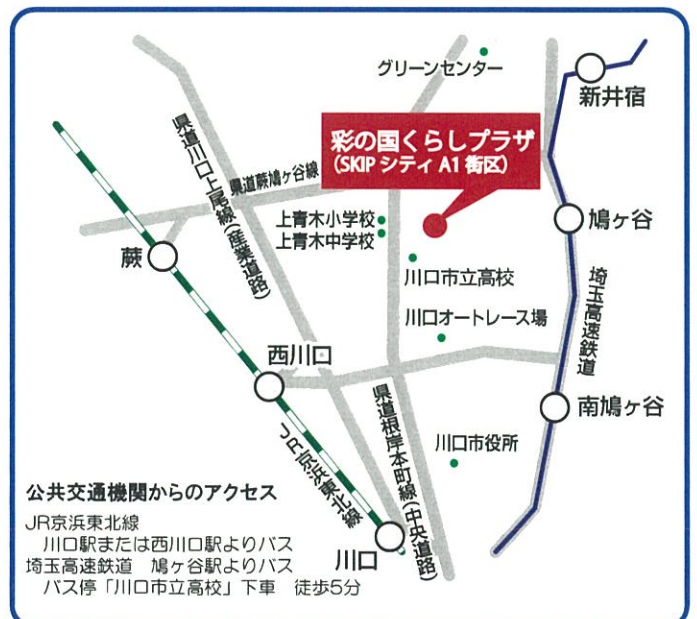 グリーンセンター
新井宿
彩の国くらしプラザ
(SKIPシティ A1 街区)
県道川口上尾線(産業道路)
県道蕨鳩ヶ谷線
上青木小学校
上青木中学校
鳩ヶ谷
蕨
川口市立高校
川口オートレース場
埼玉高速鉄道
西川口
南鳩ヶ谷
県道根岸本町線(中央道路)
JR京浜東北線
川口市役所
川口
公共交通機関からのアクセス
JR京浜東北線
川口駅または西川口駅よりバス
埼玉高速鉄道 鳩ヶ谷駅よりバス
バス停「川口市立高校」下車 徒歩5分